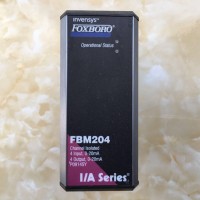 invensys
FOXBORO
Operational Status
FBM204
Channel Isolated
4 Input, 0-20mA
4 Output, 0-20mA
I/A Series®